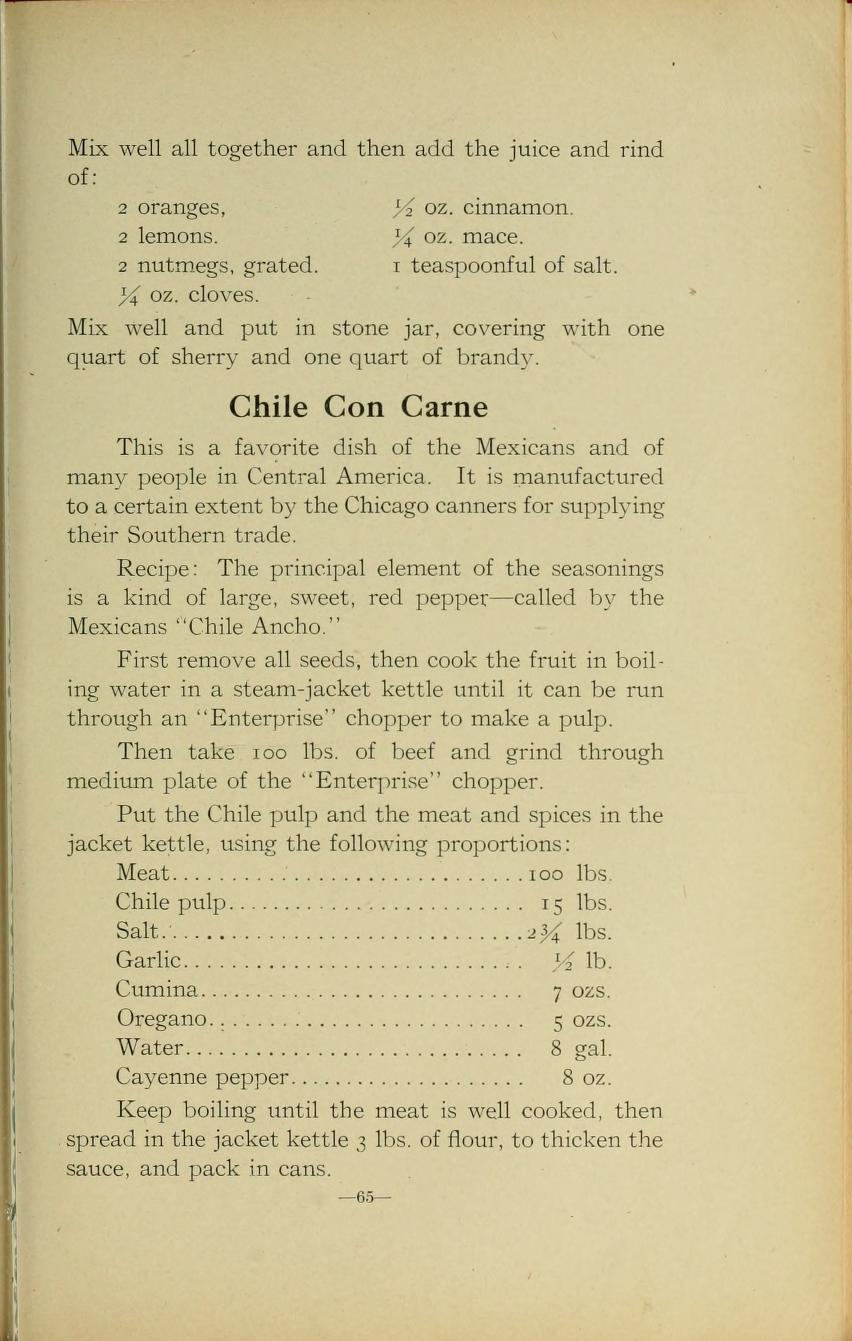 Mix well all together and then add the juice and rind
of:
2 oranges, ½ oz. cinnamon.
2 lemons. ¼ oz. mace.
2 nutmegs, grated. 1 teaspoonful of salt.
¼ oz. cloves.
Mix well and put in stone jar, covering with one
quart of sherry and one quart of brandy.
Chile Con Carne
This is a favorite dish of the Mexicans and of
many people in Central America. It is manufactured
to a certain extent by the Chicago canners for supplying
their Southern trade.
Recipe: The principal element of the seasonings
is a kind of large, sweet, red pepper—called by the
Mexicans “Chile Ancho.”
First remove all seeds, then cook the fruit in boil-
ing water in a steam-jacket kettle until it can be run
through an “Enterprise” chopper to make a pulp.
Then take 100 lbs. of beef and grind through
medium plate of the “Enterprise” chopper.
Put the Chile pulp and the meat and spices in the
jacket kettle, using the following proportions:
Meat..............................100 lbs.
Chile pulp......................... 15 lbs.
Salt..............................2¾ lbs.
Garlic............................. ½ lb.
Cumina........................... 7 ozs.
Oregano.......................... 5 ozs.
Water............................ 8 gal.
Cayenne pepper.................... 8 oz.
Keep boiling until the meat is well cooked, then
spread in the jacket kettle 3 lbs. of flour, to thicken the
sauce, and pack in cans.
—65—